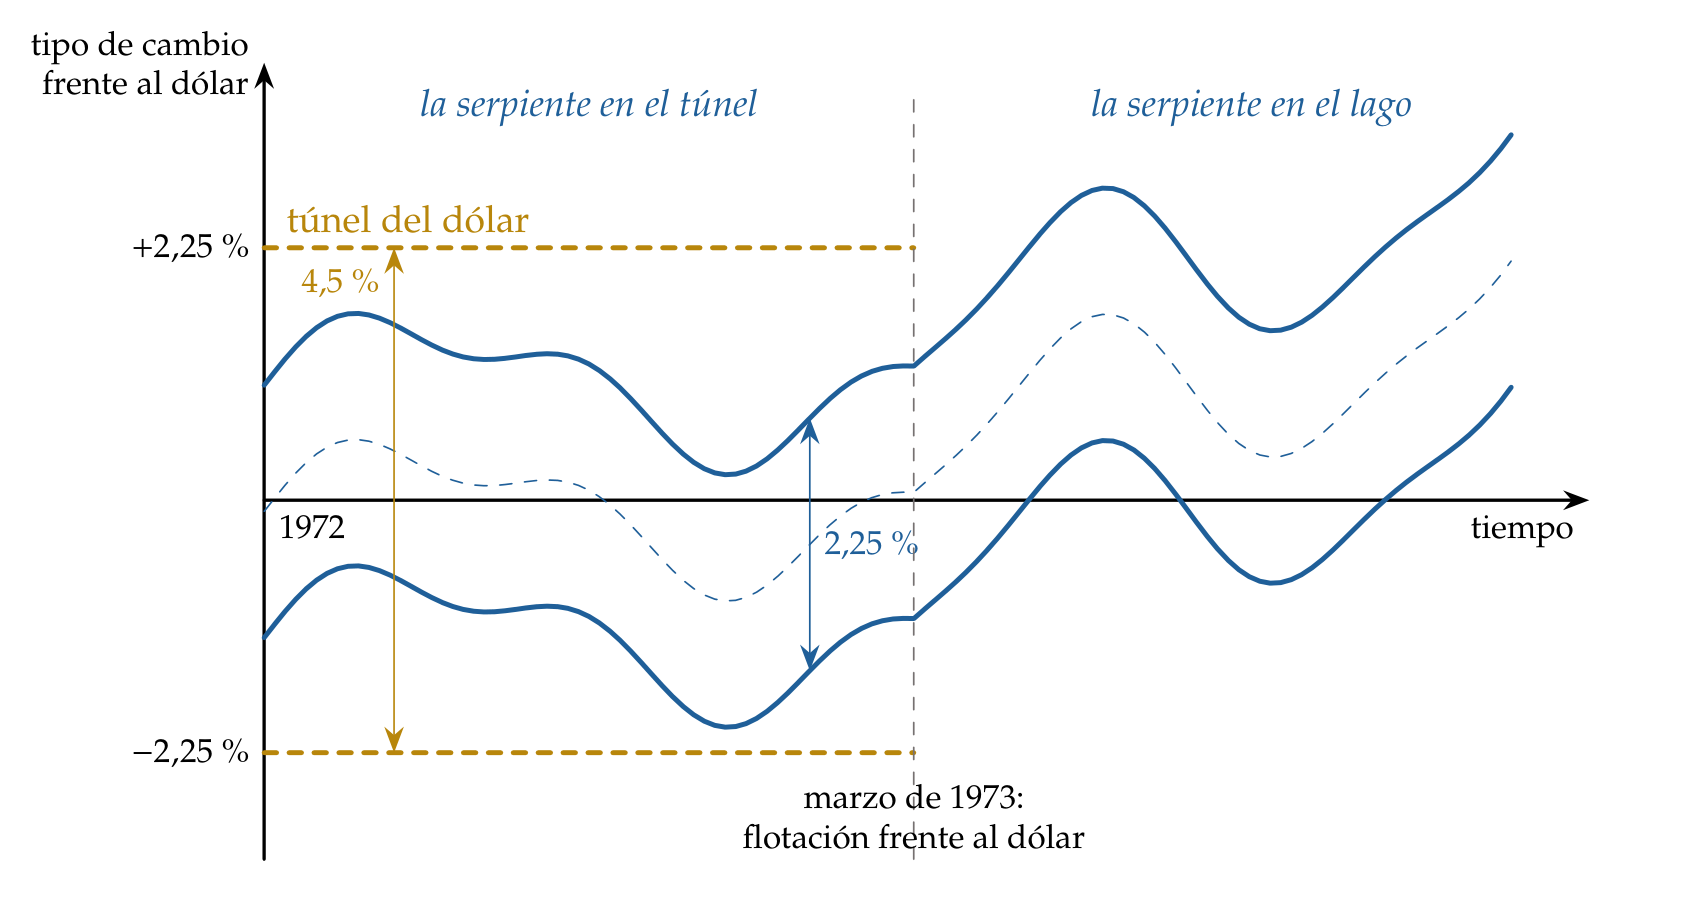 tipo de cambio
frente al dólar
la serpiente en el túnel
la serpiente en el lago
túnel del dólar
+2,25 %
4,5 %
1972
tiempo
2,25 %
−2,25 %
marzo de 1973:
flotación frente al dólar